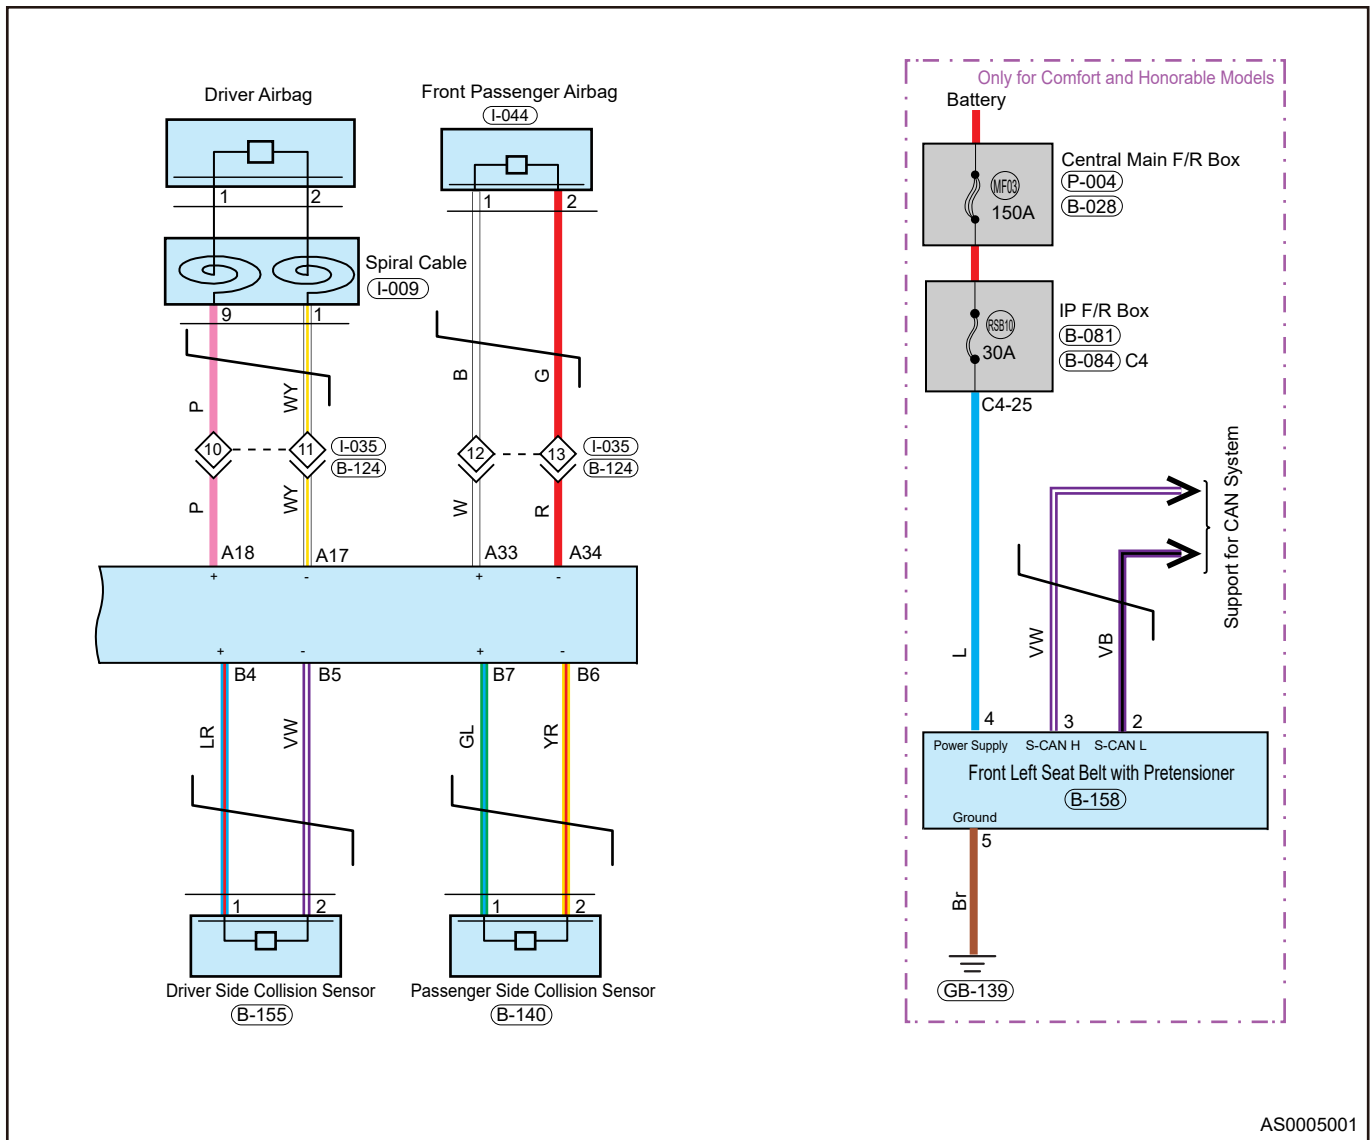 Only for Comfort and Honorable Models
Driver Airbag
Front Passenger Airbag
I-044
Battery
Central Main F/R Box
P-004
B-028
MF03
150A
1 2
1 2
Spiral Cable
I-009
9 1
IP F/R Box
B-081
B-084 C4
RSB10
30A
C4-25
P WY
B G
10 11 I-035
B-124
12 13 I-035
B-124
P WY
W R
A18 A17 A33 A34
+ - + -
+ - + -
B4 B5 B7 B6
LR VW GL YR
Support for CAN System
L VW VB
4 3 2
Power Supply S-CAN H S-CAN L
Front Left Seat Belt with Pretensioner
B-158
Ground
5
Br
GB-139
1 2
1 2
Driver Side Collision Sensor
B-155
Passenger Side Collision Sensor
B-140
AS0005001